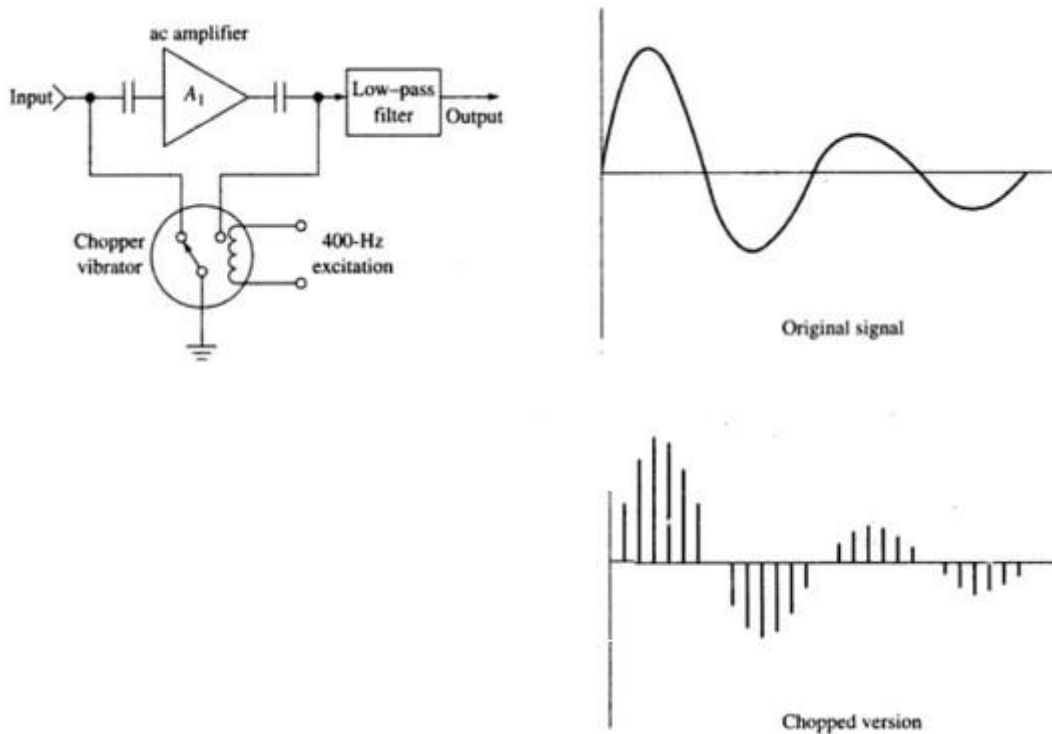 ac amplifier
Input
A1
Low–pass
filter
Output
Chopper
vibrator
400-Hz
excitation
Original signal
Chopped version